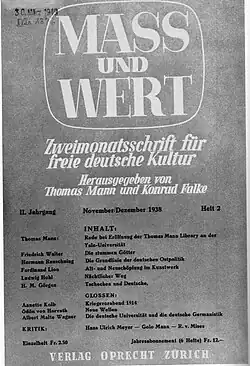 MASS
UND
WERT
Zweimonatsschrift für
freie deutsche Kultur
Herausgegeben von
Thomas Mann und Konrad Falke
II. Jahrgang November/Dezember 1938 Heft 2
INHALT:
Thomas Mann: Rede bei Eröffnung der Thomas Mann Library an der
Yale-Universität
Friedrich Walter Die stummen Götter
Hermann Rauschning Die Grundlinie der deutschen Ostpolitik
Ferdinand Lion Alt- und Neuschöpfung im Kunstwerk
Ludwig Hohl Nächtlicher Weg
H. M. Görgen Tschechen und Deutsche.
GLOSSEN:
Annette Kolb Kriegsvorabend 1914
Ödön von Horváth Neue Wellen
Albert Malte Wagner Die deutsche Universität und die deutsche Germanistik
KRITIK: Hans Ulrich Meyer — Golo Mann — R. v. Mises
Einzelheft Fr. 2.50 Jahresabonnement (6 Hefte) Fr. 12.—
VERLAG OPRECHT ZÜRICH